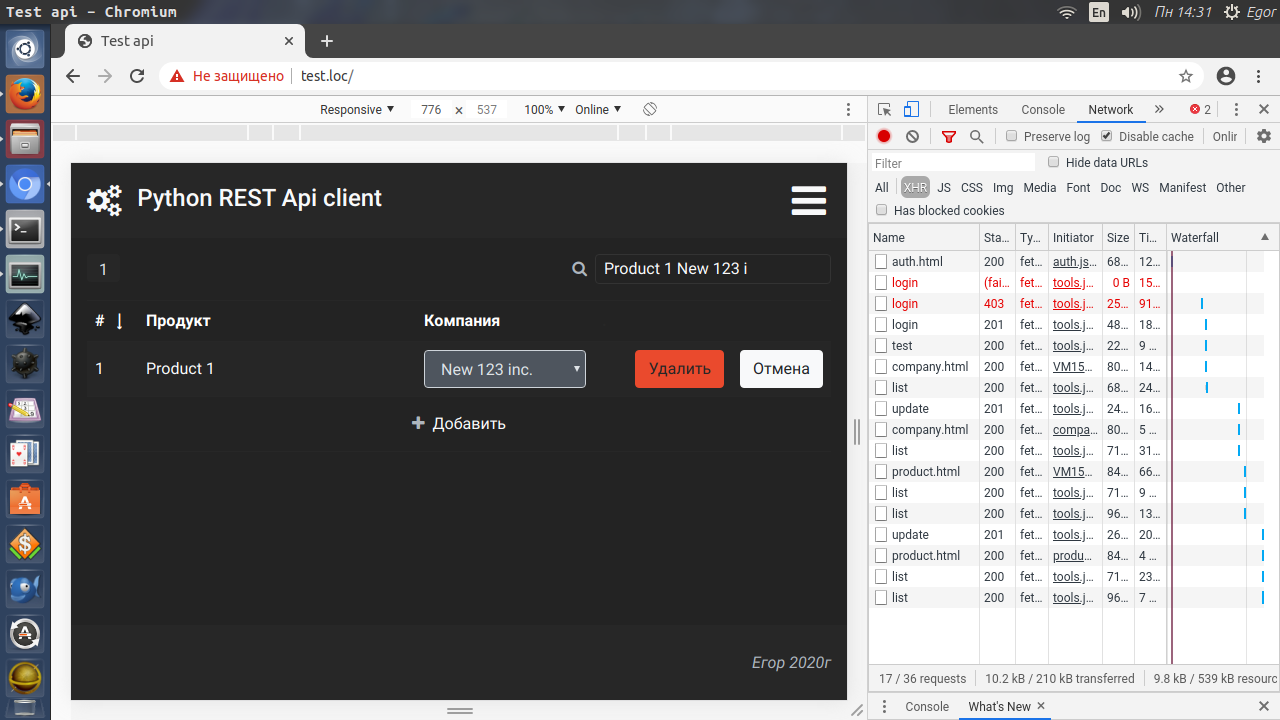 Test api - Chromium
En
Пн 14:31
Egor
Test api
Не защищено
test.loc/
Responsive
776
x
537
100%
Online
Elements
Console
Network
2
Preserve log
Disable cache
Onlir
Filter
Hide data URLs
All XHR JS CSS Img Media Font Doc WS Manifest Other
Has blocked cookies
Name Sta... Ty... Initiator Size Ti... Waterfall
auth.html 200 fet... auth.js... 68... 12...
login (fai... fet... tools.j... 0 B 15...
login 403 fet... tools.j... 25... 91...
login 201 fet... tools.j... 48... 18...
test 200 fet... tools.j... 22... 9 ...
company.html 200 fet... VM15... 80... 14...
list 200 fet... tools.j... 68... 24...
update 201 fet... tools.j... 24... 16...
company.html 200 fet... compa... 80... 5 ...
list 200 fet... tools.j... 71... 31...
product.html 200 fet... VM15... 84... 66...
list 200 fet... tools.j... 71... 9 ...
list 200 fet... tools.j... 96... 13...
update 201 fet... tools.j... 26... 20...
product.html 200 fet... produ... 84... 4 ...
list 200 fet... tools.j... 71... 23...
list 200 fet... tools.j... 96... 7 ...
17 / 36 requests
10.2 kB / 210 kB transferred
9.8 kB / 539 kB resourc
Console
What's New
Python REST Api client
1
Product 1 New 123 i
# Продукт Компания
1 Product 1 New 123 inc. Удалить Отмена
Добавить
Егор 2020г